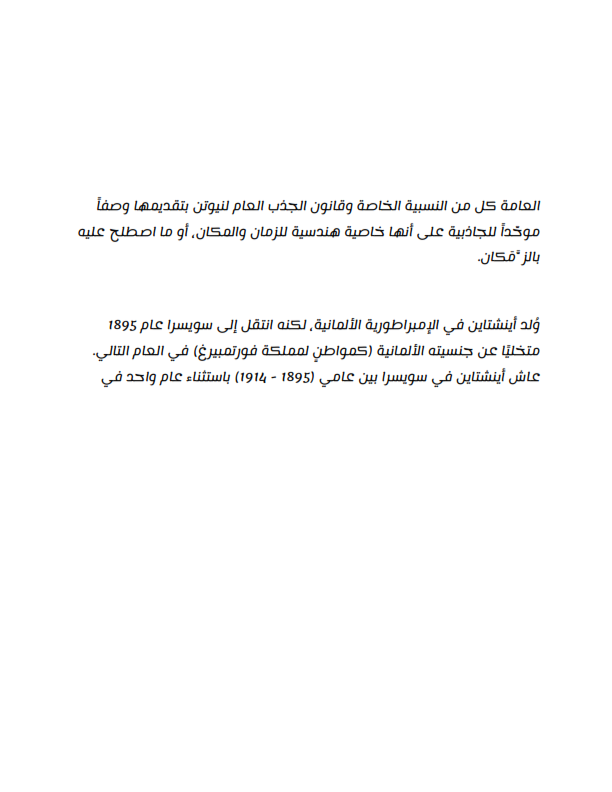 العامة كل من النسبية الخاصة وقانون الجذب العام لنيوتن بتقديمها وصفاً
موحّداً للجاذبية على أنها خاصية هندسية للزمان والمكان، أو ما اصطلح عليه
بالز َّمَكان.
وُلد أينشتاين في الإمبراطورية الألمانية، لكنه انتقل إلى سويسرا عام 1895
متخليًا عن جنسيته الألمانية (كمواطنٍ لمملكة فورتمبيرغ) في العام التالي.
عاش أينشتاين في سويسرا بين عامي (1895 - 1914) باستثناء عام واحد في